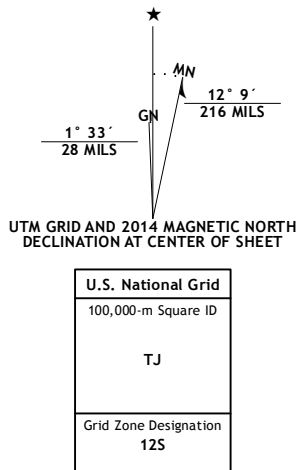 MN
GN
12° 9´
216 MILS
1° 33´
28 MILS
UTM GRID AND 2014 MAGNETIC NORTH
DECLINATION AT CENTER OF SHEET
U.S. National Grid
100,000-m Square ID
TJ
Grid Zone Designation
12S